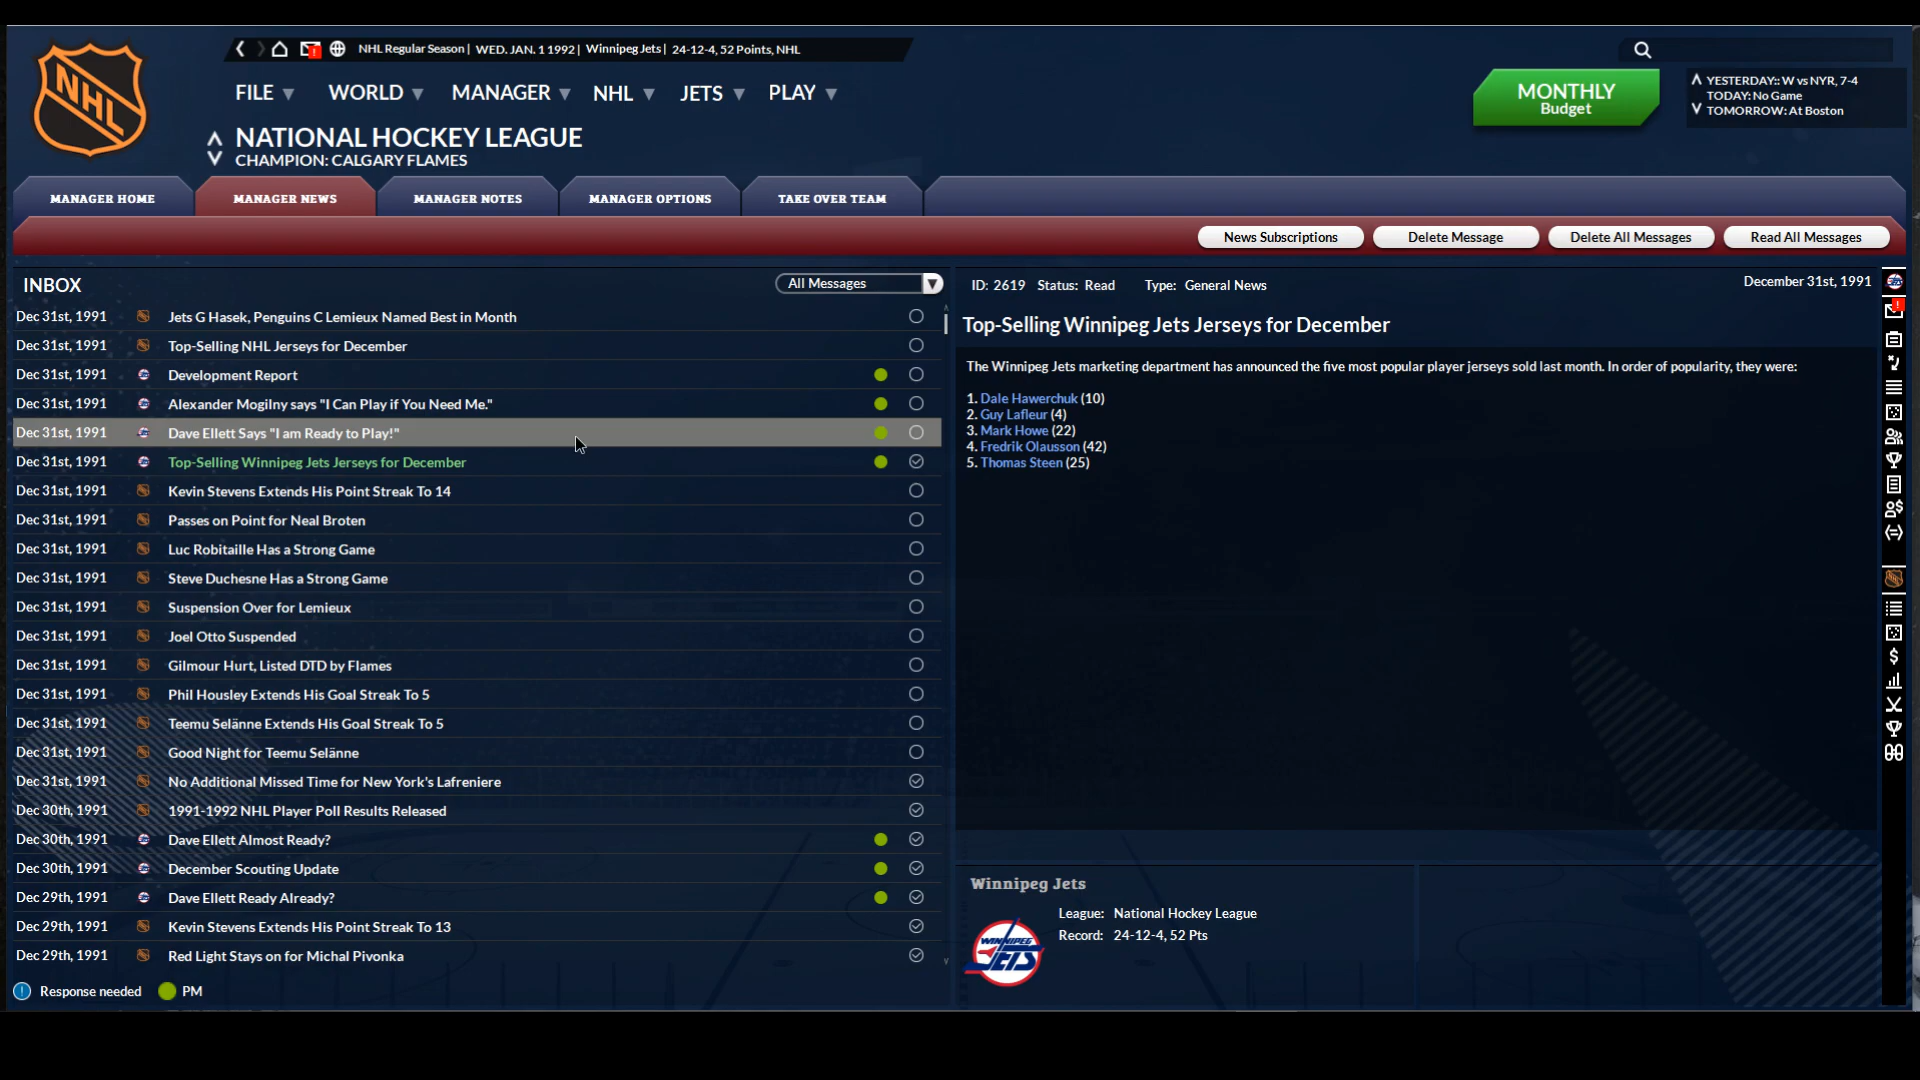 NHL Regular Season | WED. JAN. 1 1992 | Winnipeg Jets | 24-12-4, 52 Points, NHL
NHL
FILE WORLD MANAGER NHL JETS PLAY
MONTHLY
Budget
YESTERDAY:: W vs NYR, 7-4
TODAY: No Game
TOMORROW: At Boston
NATIONAL HOCKEY LEAGUE
CHAMPION: CALGARY FLAMES
MANAGER HOME MANAGER NEWS MANAGER NOTES MANAGER OPTIONS TAKE OVER TEAM
News Subscriptions Delete Message Delete All Messages Read All Messages
INBOX All Messages
Dec 31st, 1991 Jets G Hasek, Penguins C Lemieux Named Best in Month
Dec 31st, 1991 Top-Selling NHL Jerseys for December
Dec 31st, 1991 Development Report
Dec 31st, 1991 Alexander Mogilny says "I Can Play if You Need Me."
Dec 31st, 1991 Dave Ellett Says "I am Ready to Play!"
Dec 31st, 1991 Top-Selling Winnipeg Jets Jerseys for December
Dec 31st, 1991 Kevin Stevens Extends His Point Streak To 14
Dec 31st, 1991 Passes on Point for Neal Broten
Dec 31st, 1991 Luc Robitaille Has a Strong Game
Dec 31st, 1991 Steve Duchesne Has a Strong Game
Dec 31st, 1991 Suspension Over for Lemieux
Dec 31st, 1991 Joel Otto Suspended
Dec 31st, 1991 Gilmour Hurt, Listed DTD by Flames
Dec 31st, 1991 Phil Housley Extends His Goal Streak To 5
Dec 31st, 1991 Teemu Selänne Extends His Goal Streak To 5
Dec 31st, 1991 Good Night for Teemu Selänne
Dec 31st, 1991 No Additional Missed Time for New York's Lafreniere
Dec 30th, 1991 1991-1992 NHL Player Poll Results Released
Dec 30th, 1991 Dave Ellett Almost Ready?
Dec 30th, 1991 December Scouting Update
Dec 29th, 1991 Dave Ellett Ready Already?
Dec 29th, 1991 Kevin Stevens Extends His Point Streak To 13
Dec 29th, 1991 Red Light Stays on for Michal Pivonka
Response needed PM
ID: 2619 Status: Read Type: General News December 31st, 1991
Top-Selling Winnipeg Jets Jerseys for December
The Winnipeg Jets marketing department has announced the five most popular player jerseys sold last month. In order of popularity, they were:
1. Dale Hawerchuk (10)
2. Guy Lafleur (4)
3. Mark Howe (22)
4. Fredrik Olausson (42)
5. Thomas Steen (25)
Winnipeg Jets
WINNIPEG
JETS
League: National Hockey League
Record: 24-12-4, 52 Pts